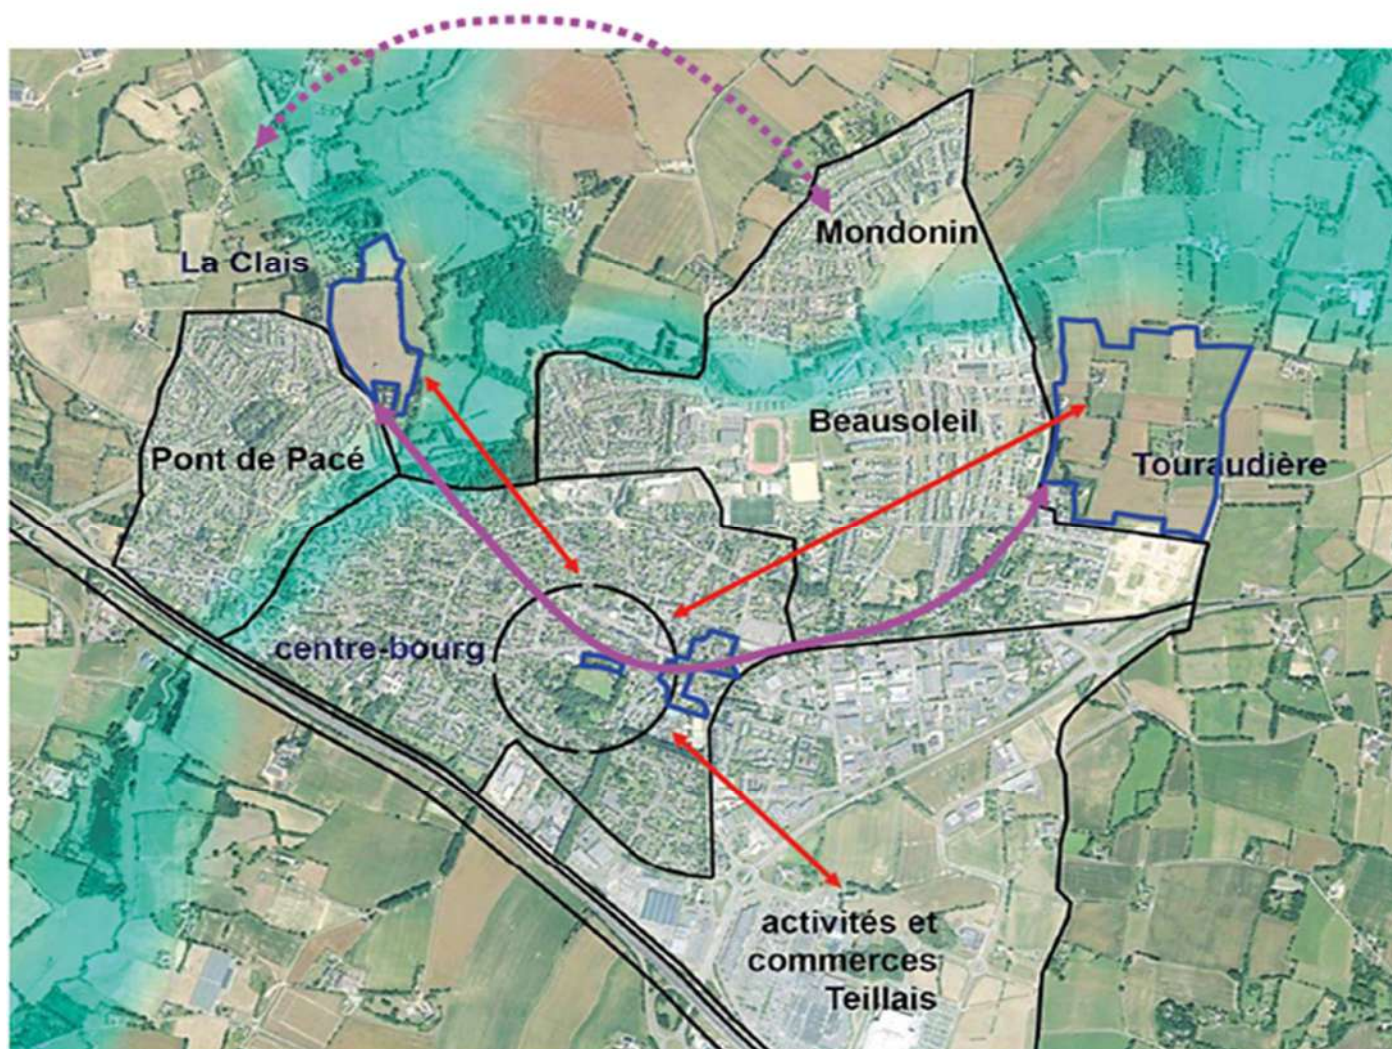 Mondonin
La Clais
Beausoleil
Pont de Pacé
Touraudière
centre-bourg
activités et
commerces
Teillais